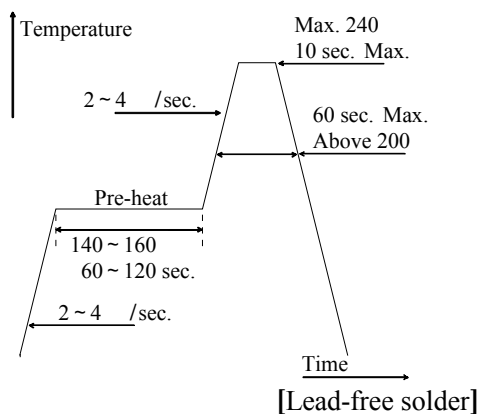 Temperature
Max. 240
10 sec. Max.
2 ~ 4 /sec.
60 sec. Max.
Above 200
Pre-heat
140 ~ 160
60 ~ 120 sec.
2 ~ 4 /sec.
Time
[Lead-free solder]